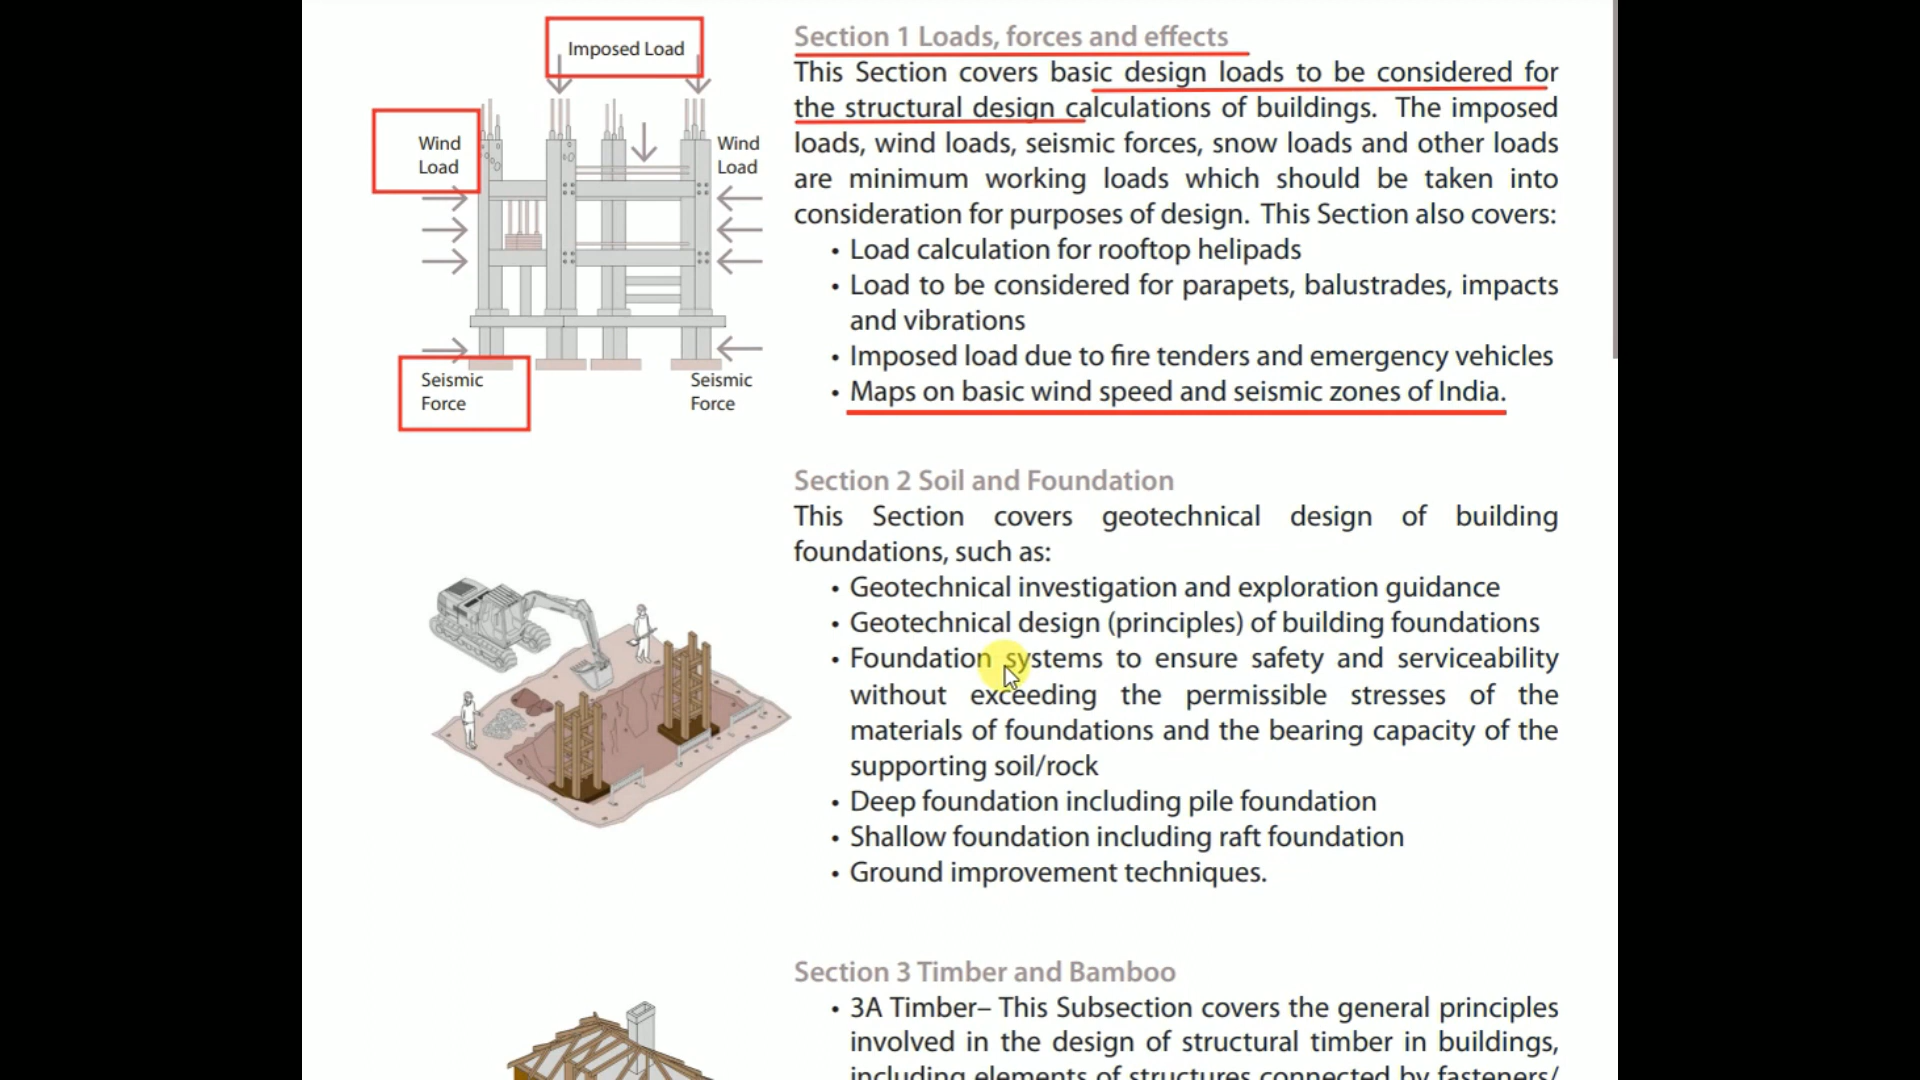 Imposed Load
Wind
Load
Wind
Load
Seismic
Force
Seismic
Force
Section 1 Loads, forces and effects
This Section covers basic design loads to be considered for
the structural design calculations of buildings. The imposed
loads, wind loads, seismic forces, snow loads and other loads
are minimum working loads which should be taken into
consideration for purposes of design. This Section also covers:
• Load calculation for rooftop helipads
• Load to be considered for parapets, balustrades, impacts
and vibrations
• Imposed load due to fire tenders and emergency vehicles
• Maps on basic wind speed and seismic zones of India.
Section 2 Soil and Foundation
This Section covers geotechnical design of building
foundations, such as:
• Geotechnical investigation and exploration guidance
• Geotechnical design (principles) of building foundations
• Foundation systems to ensure safety and serviceability
without exceeding the permissible stresses of the
materials of foundations and the bearing capacity of the
supporting soil/rock
• Deep foundation including pile foundation
• Shallow foundation including raft foundation
• Ground improvement techniques.
Section 3 Timber and Bamboo
• 3A Timber– This Subsection covers the general principles
involved in the design of structural timber in buildings,
including elements of structures connected by fasteners/